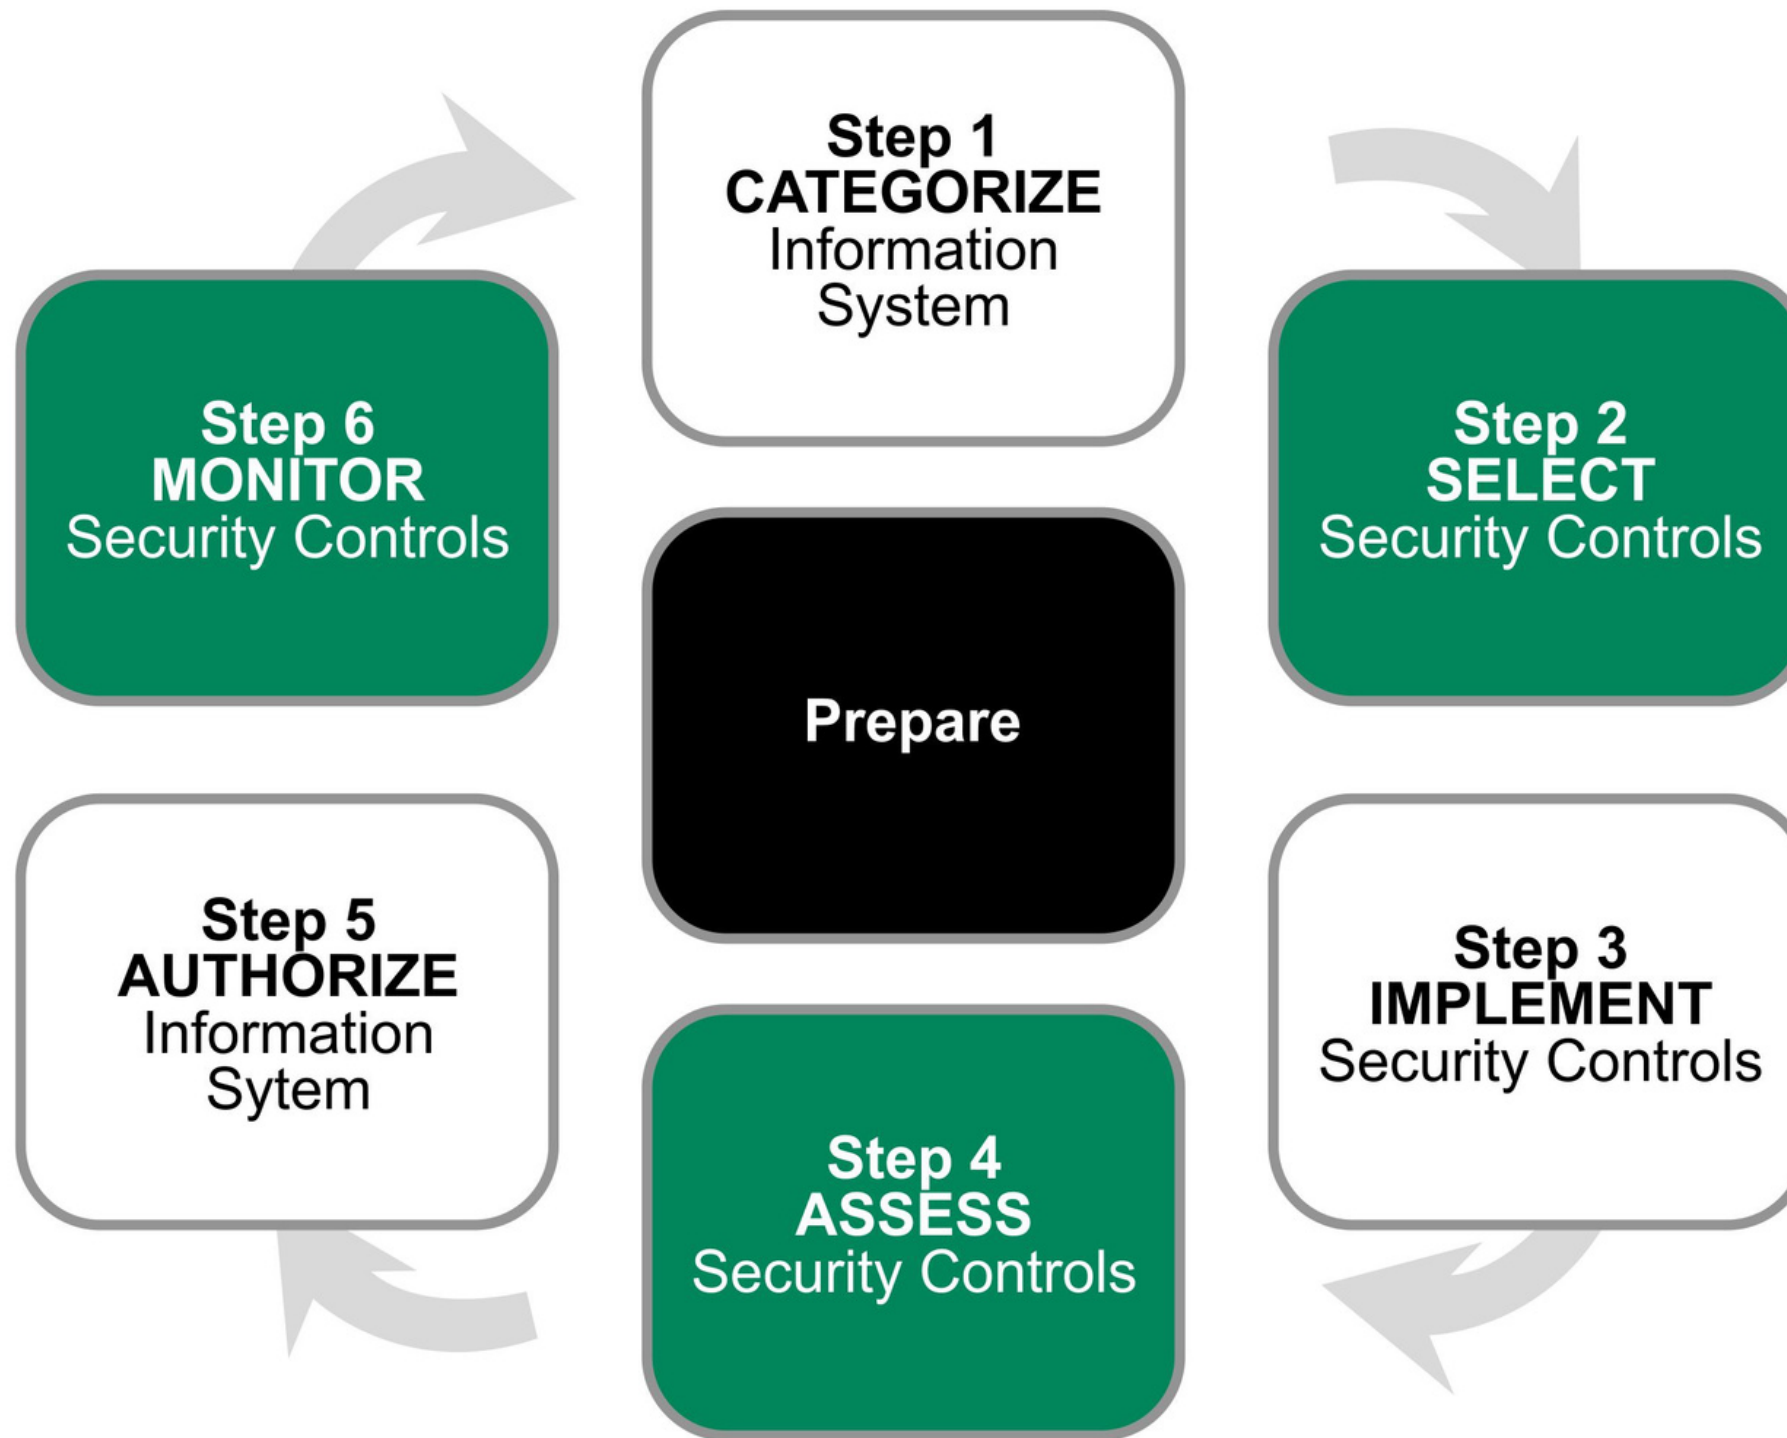 Step 1
CATEGORIZE
Information
System
Step 2
SELECT
Security Controls
Step 3
IMPLEMENT
Security Controls
Step 4
ASSESS
Security Controls
Step 5
AUTHORIZE
Information
Sytem
Step 6
MONITOR
Security Controls
Prepare